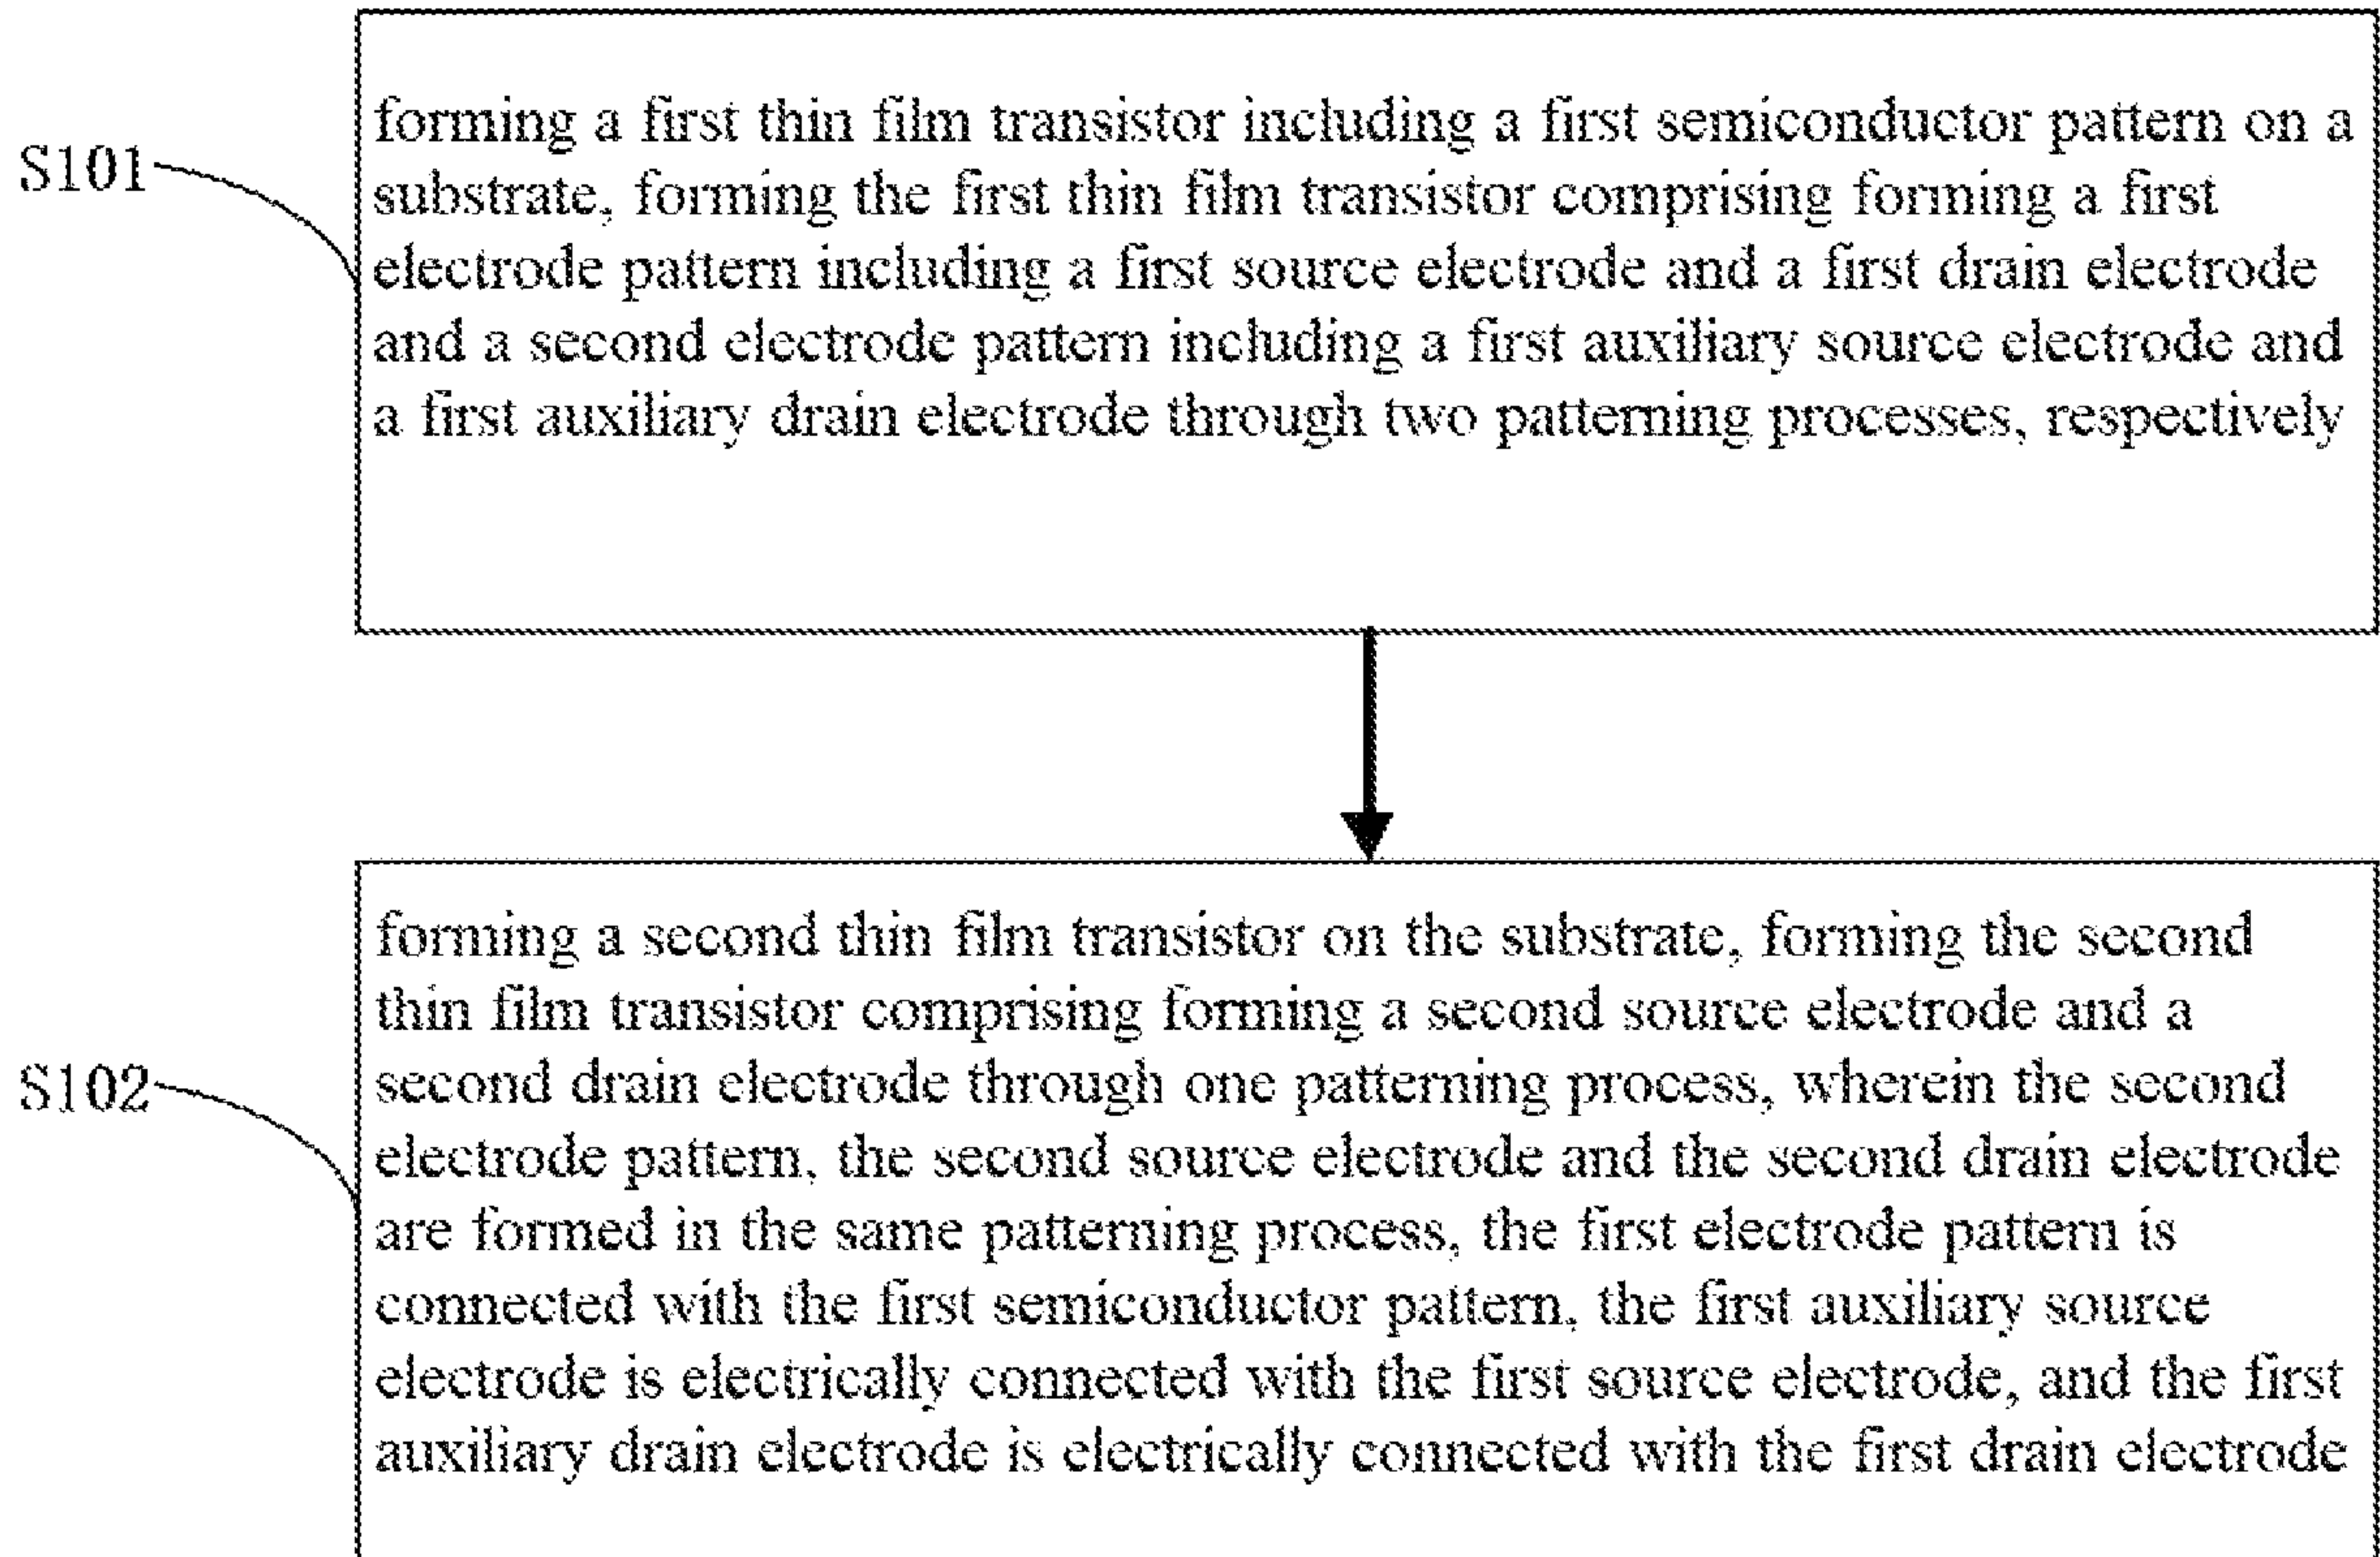 S101
forming a first thin film transistor including a first semiconductor pattern on a
substrate, forming the first thin film transistor comprising forming a first
electrode pattern including a first source electrode and a first drain electrode
and a second electrode pattern including a first auxiliary source electrode and
a first auxiliary drain electrode through two patterning processes, respectively
S102
forming a second thin film transistor on the substrate, forming the second
thin film transistor comprising forming a second source electrode and a
second drain electrode through one patterning process, wherein the second
electrode pattern, the second source electrode and the second drain electrode
are formed in the same patterning process, the first electrode pattern is
connected with the first semiconductor pattern, the first auxiliary source
electrode is electrically connected with the first source electrode, and the first
auxiliary drain electrode is electrically connected with the first drain electrode